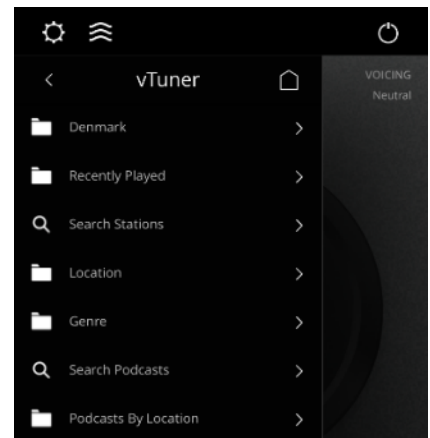 vTuner
VOICING
Neutral
Denmark
Recently Played
Search Stations
Location
Genre
Search Podcasts
Podcasts By Location